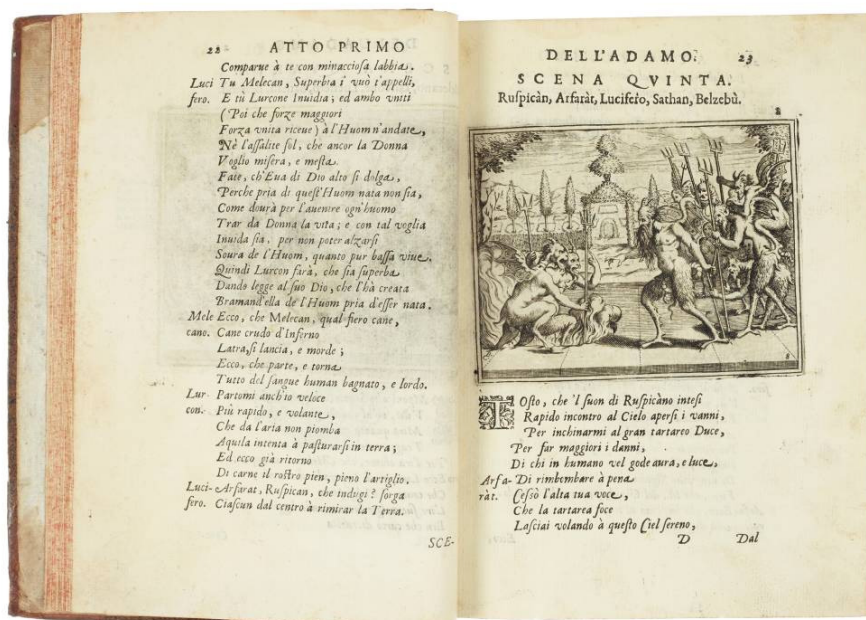 22 ATTO PRIMO
Comparue à te con minacciosa labbia.
Luci Tu Melecan, Superbia i' vuò t'appelli,
fero. E tù Lurcone Inuidia; ed ambo vniti
(Poi che forze maggiori
Forza vnita riceue) à l'Huom n'andate,
Nè l'assalite sol, che ancor la Donna
Voglio misera, e mesta.
Fate, ch'Eua di Dio alto si dolga,
Perche pria di quest'Huom nata non sia,
Come dourà per l'auenire ogn'huomo
Trar da Donna la vita; e con tal voglia
Inuida sia, per non poter alzarsi
Soura de l'Huom, quanto pur bassa viue.
Quindi Lurcon farà, che sia superba
Dando legge al suo Dio, che l'hà creata
Bramand'ella de l'Huom pria d'esser nata.
Mele Ecco, che Melecan, qual fiero cane,
cano. Cane crudo d'Inferno
Latra, si lancia, e morde;
Ecco, che parte, e torna
Tutto del sangue human bagnato, e lordo.
Lur- Partomi anch'io veloce
con. Più rapido, e volante,
Che da l'aria non piomba
Aquila intenta à pasturarsi in terra;
Ed ecco già ritorno
Di carne il rostro pien, pieno l'artiglio.
Luci- Arfarat, Ruspican, che indugi? sorga
fero. Ciascun dal centro à rimirar la Terra.
SCE-
DELL'ADAMO. 23
SCENA QVINTA.
Ruspicàn, Arfaràt, Lucifero, Sathan, Belzebù.
TOsto, che 'l suon di Ruspicàno intesi
Rapido incontro al Cielo apersi i vanni,
Per inchinarmi al gran tartareo Duce,
Per far maggiori i danni,
Di chi in humano vel gode aura, e luce,
Arfa- Di rimbembare à pena
ràt. Cessò l'alta tua voce,
Che la tartarea foce
Lasciai volando à questo Ciel sereno,
D Dal